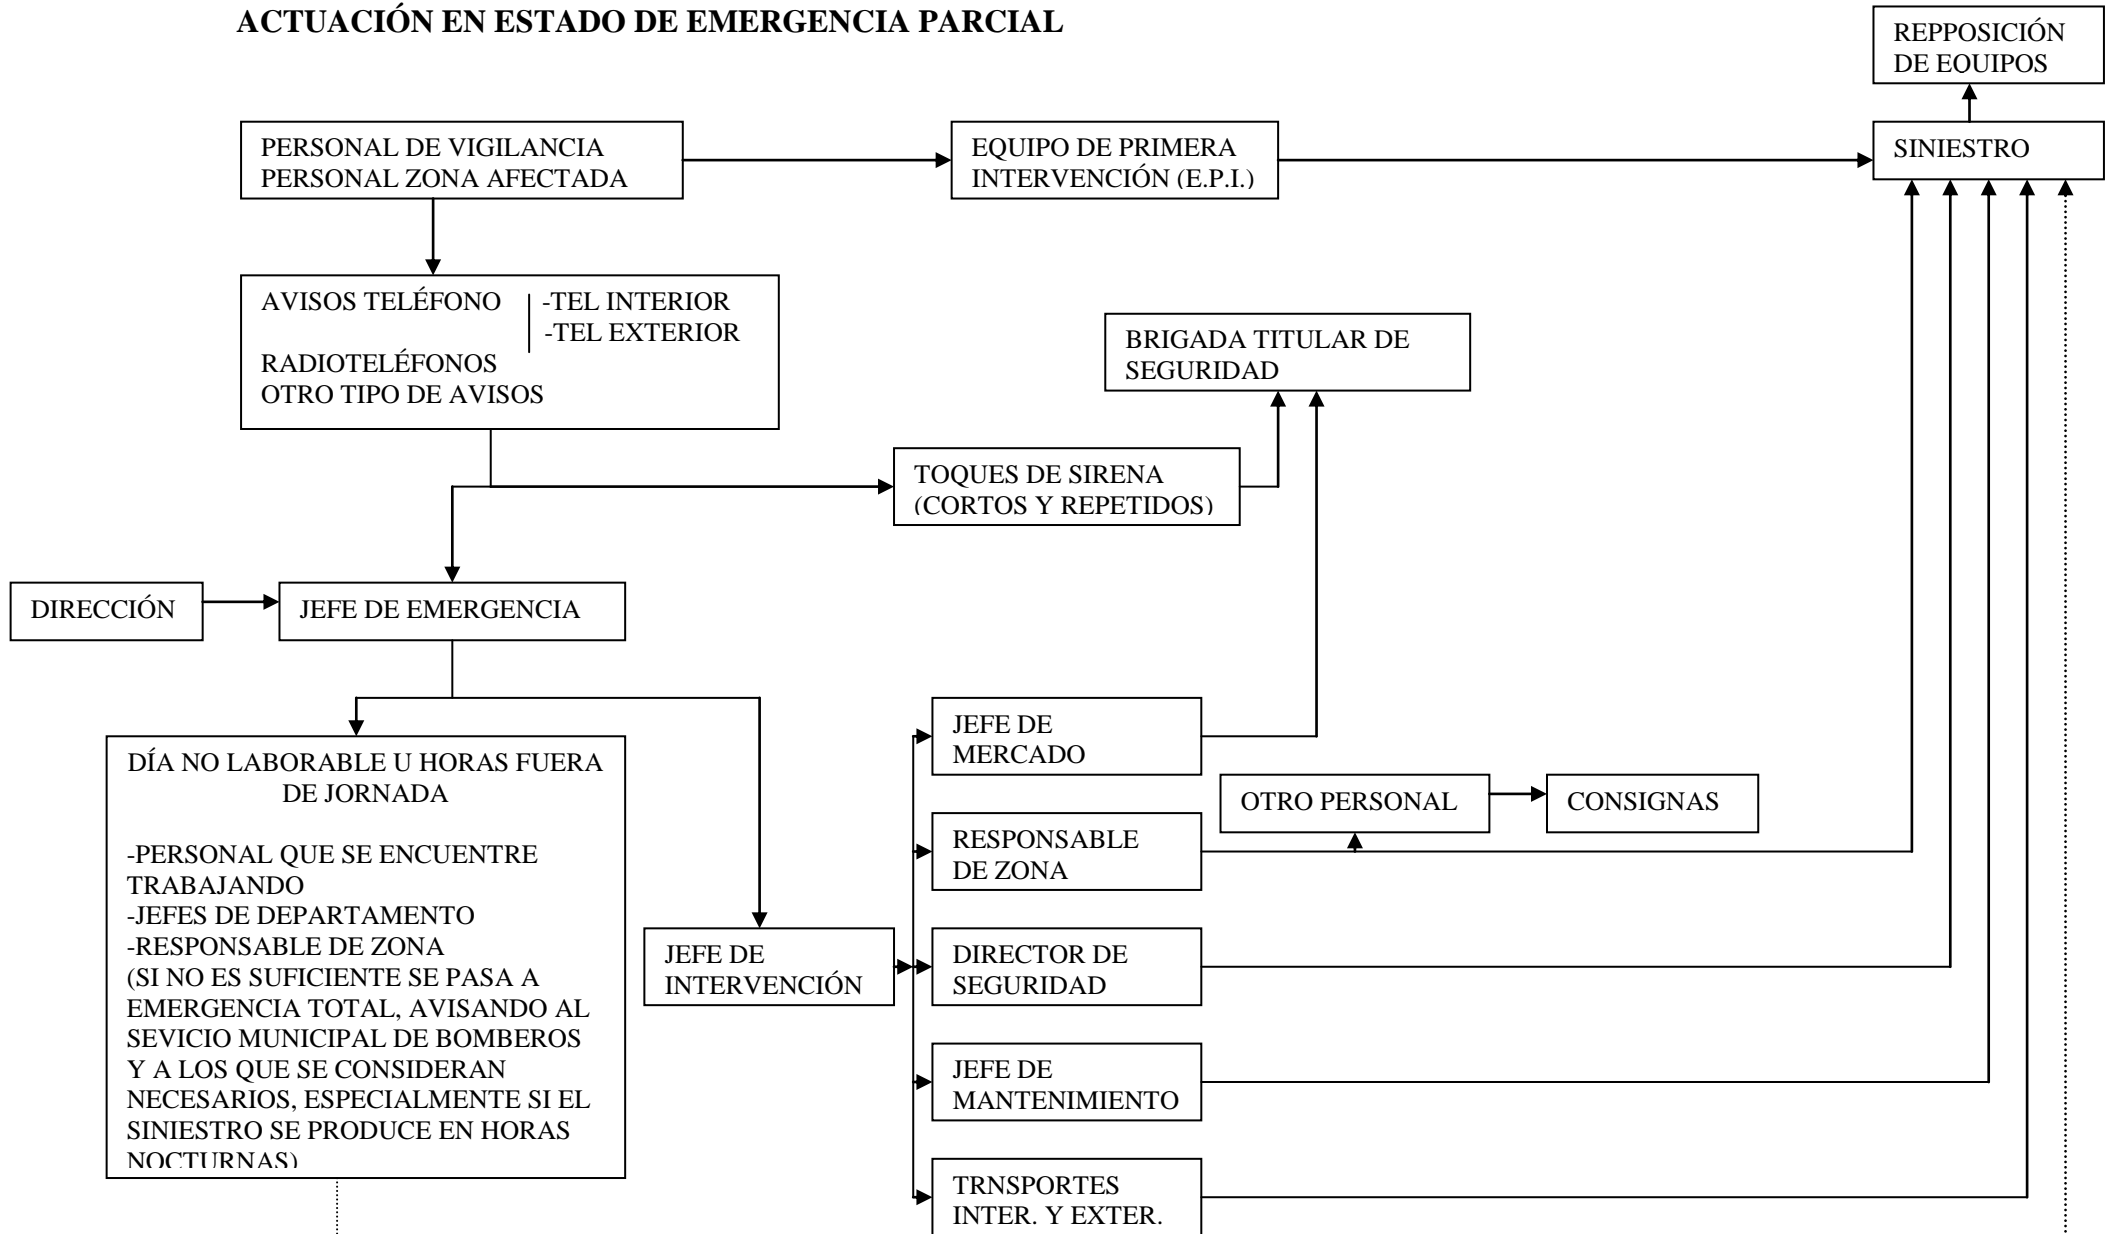 ACTUACIÓN EN ESTADO DE EMERGENCIA PARCIAL
REPPOSICIÓN
DE EQUIPOS
PERSONAL DE VIGILANCIA
PERSONAL ZONA AFECTADA
EQUIPO DE PRIMERA
INTERVENCIÓN (E.P.I.)
SINIESTRO
AVISOS TELÉFONO
-TEL INTERIOR
-TEL EXTERIOR
RADIOTELÉFONOS
OTRO TIPO DE AVISOS
BRIGADA TITULAR DE
SEGURIDAD
TOQUES DE SIRENA
(CORTOS Y REPETIDOS)
DIRECCIÓN
JEFE DE EMERGENCIA
DÍA NO LABORABLE U HORAS FUERA
DE JORNADA
-PERSONAL QUE SE ENCUENTRE
TRABAJANDO
-JEFES DE DEPARTAMENTO
-RESPONSABLE DE ZONA
(SI NO ES SUFICIENTE SE PASA A
EMERGENCIA TOTAL, AVISANDO AL
SEVICIO MUNICIPAL DE BOMBEROS
Y A LOS QUE SE CONSIDERAN
NECESARIOS, ESPECIALMENTE SI EL
SINIESTRO SE PRODUCE EN HORAS
NOCTURNAS)
JEFE DE
INTERVENCIÓN
JEFE DE
MERCADO
OTRO PERSONAL
CONSIGNAS
RESPONSABLE
DE ZONA
DIRECTOR DE
SEGURIDAD
JEFE DE
MANTENIMIENTO
TRNSPORTES
INTER. Y EXTER.